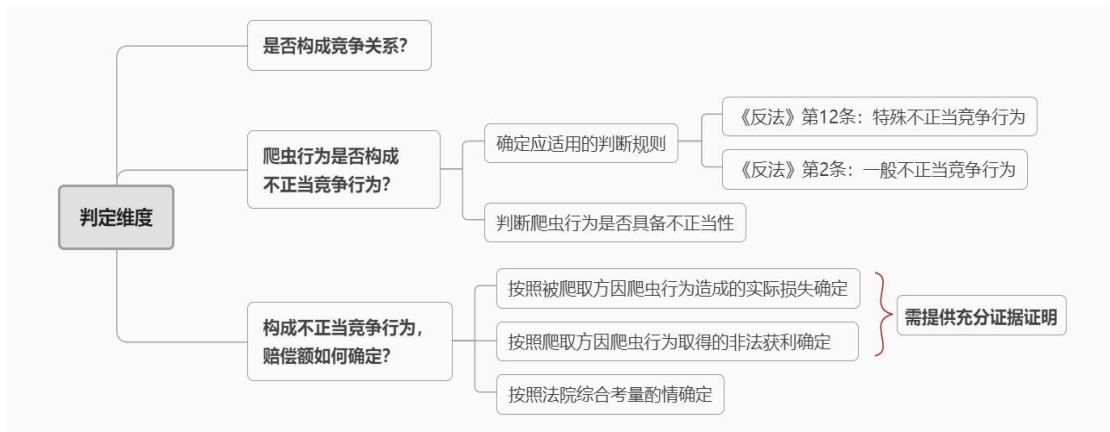 判定维度
是否构成竞争关系？
爬虫行为是否构成
不正当竞争行为？
确定应适用的判断规则
《反法》第12条：特殊不正当竞争行为
《反法》第2条：一般不正当竞争行为
判断爬虫行为是否具备不正当性
构成不正当竞争行为，
赔偿额如何确定？
按照被爬取方因爬虫行为造成的实际损失确定
按照爬取方因爬虫行为取得的非法获利确定
需提供充分证据证明
按照法院综合考量酌情确定